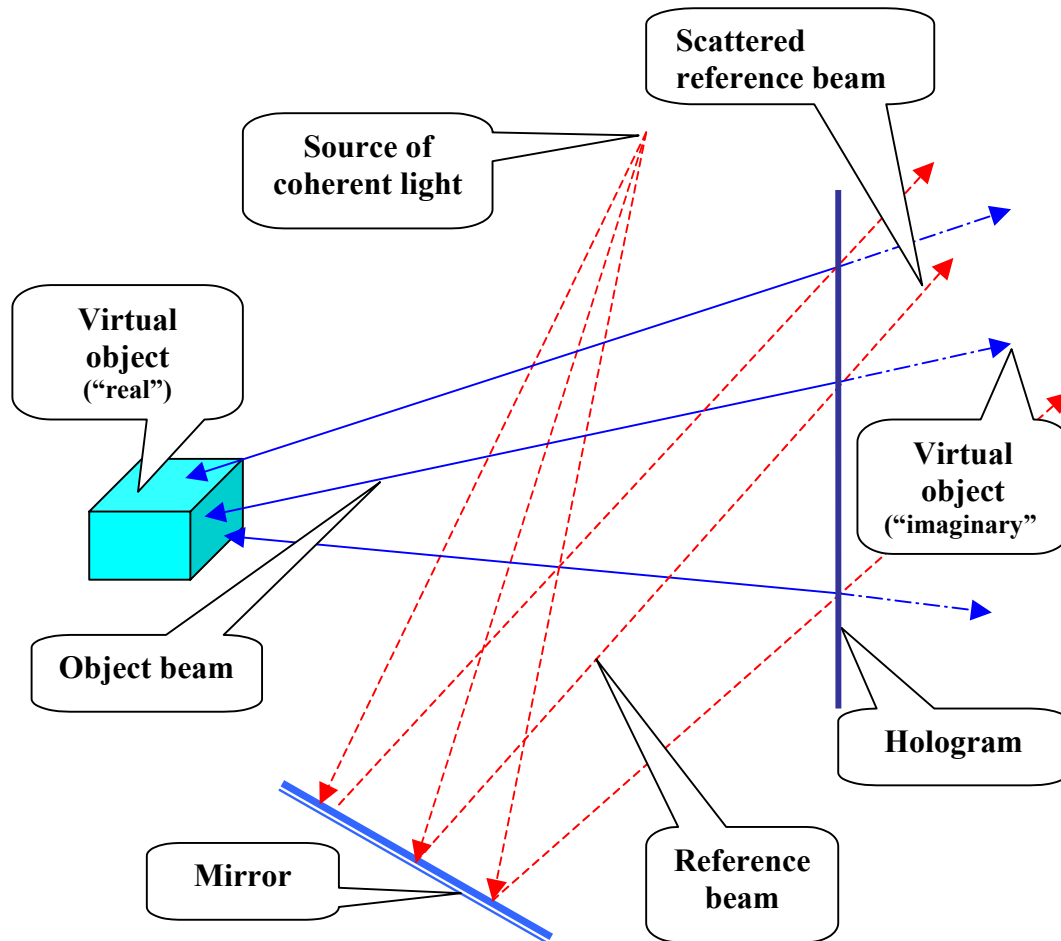 Scattered
reference beam
Source of
coherent light
Virtual
object
(“real”)
Virtual
object
(“imaginary”
Object beam
Hologram
Mirror
Reference
beam